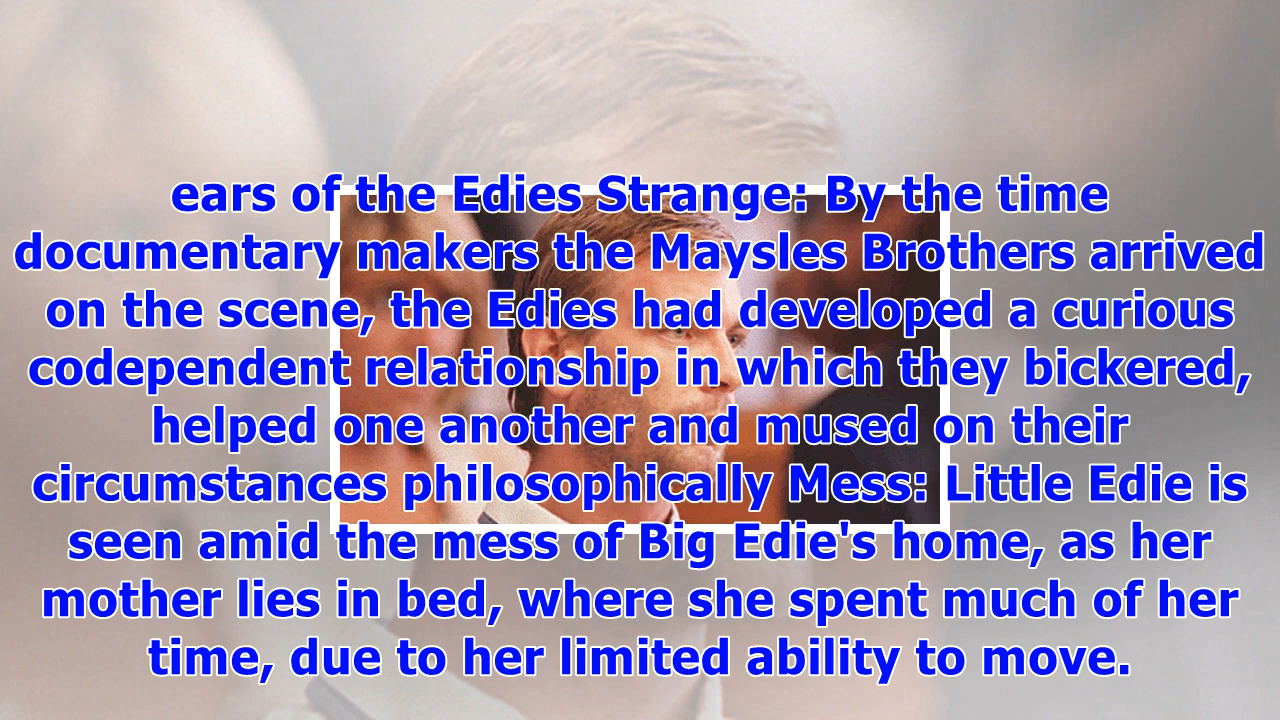 ears of the Edies Strange: By the time
documentary makers the Maysles Brothers arrived
on the scene, the Edies had developed a curious
codependent relationship in which they bickered,
helped one another and mused on their
circumstances philosophically Mess: Little Edie is
seen amid the mess of Big Edie's home, as her
mother lies in bed, where she spent much of her
time, due to her limited ability to move.